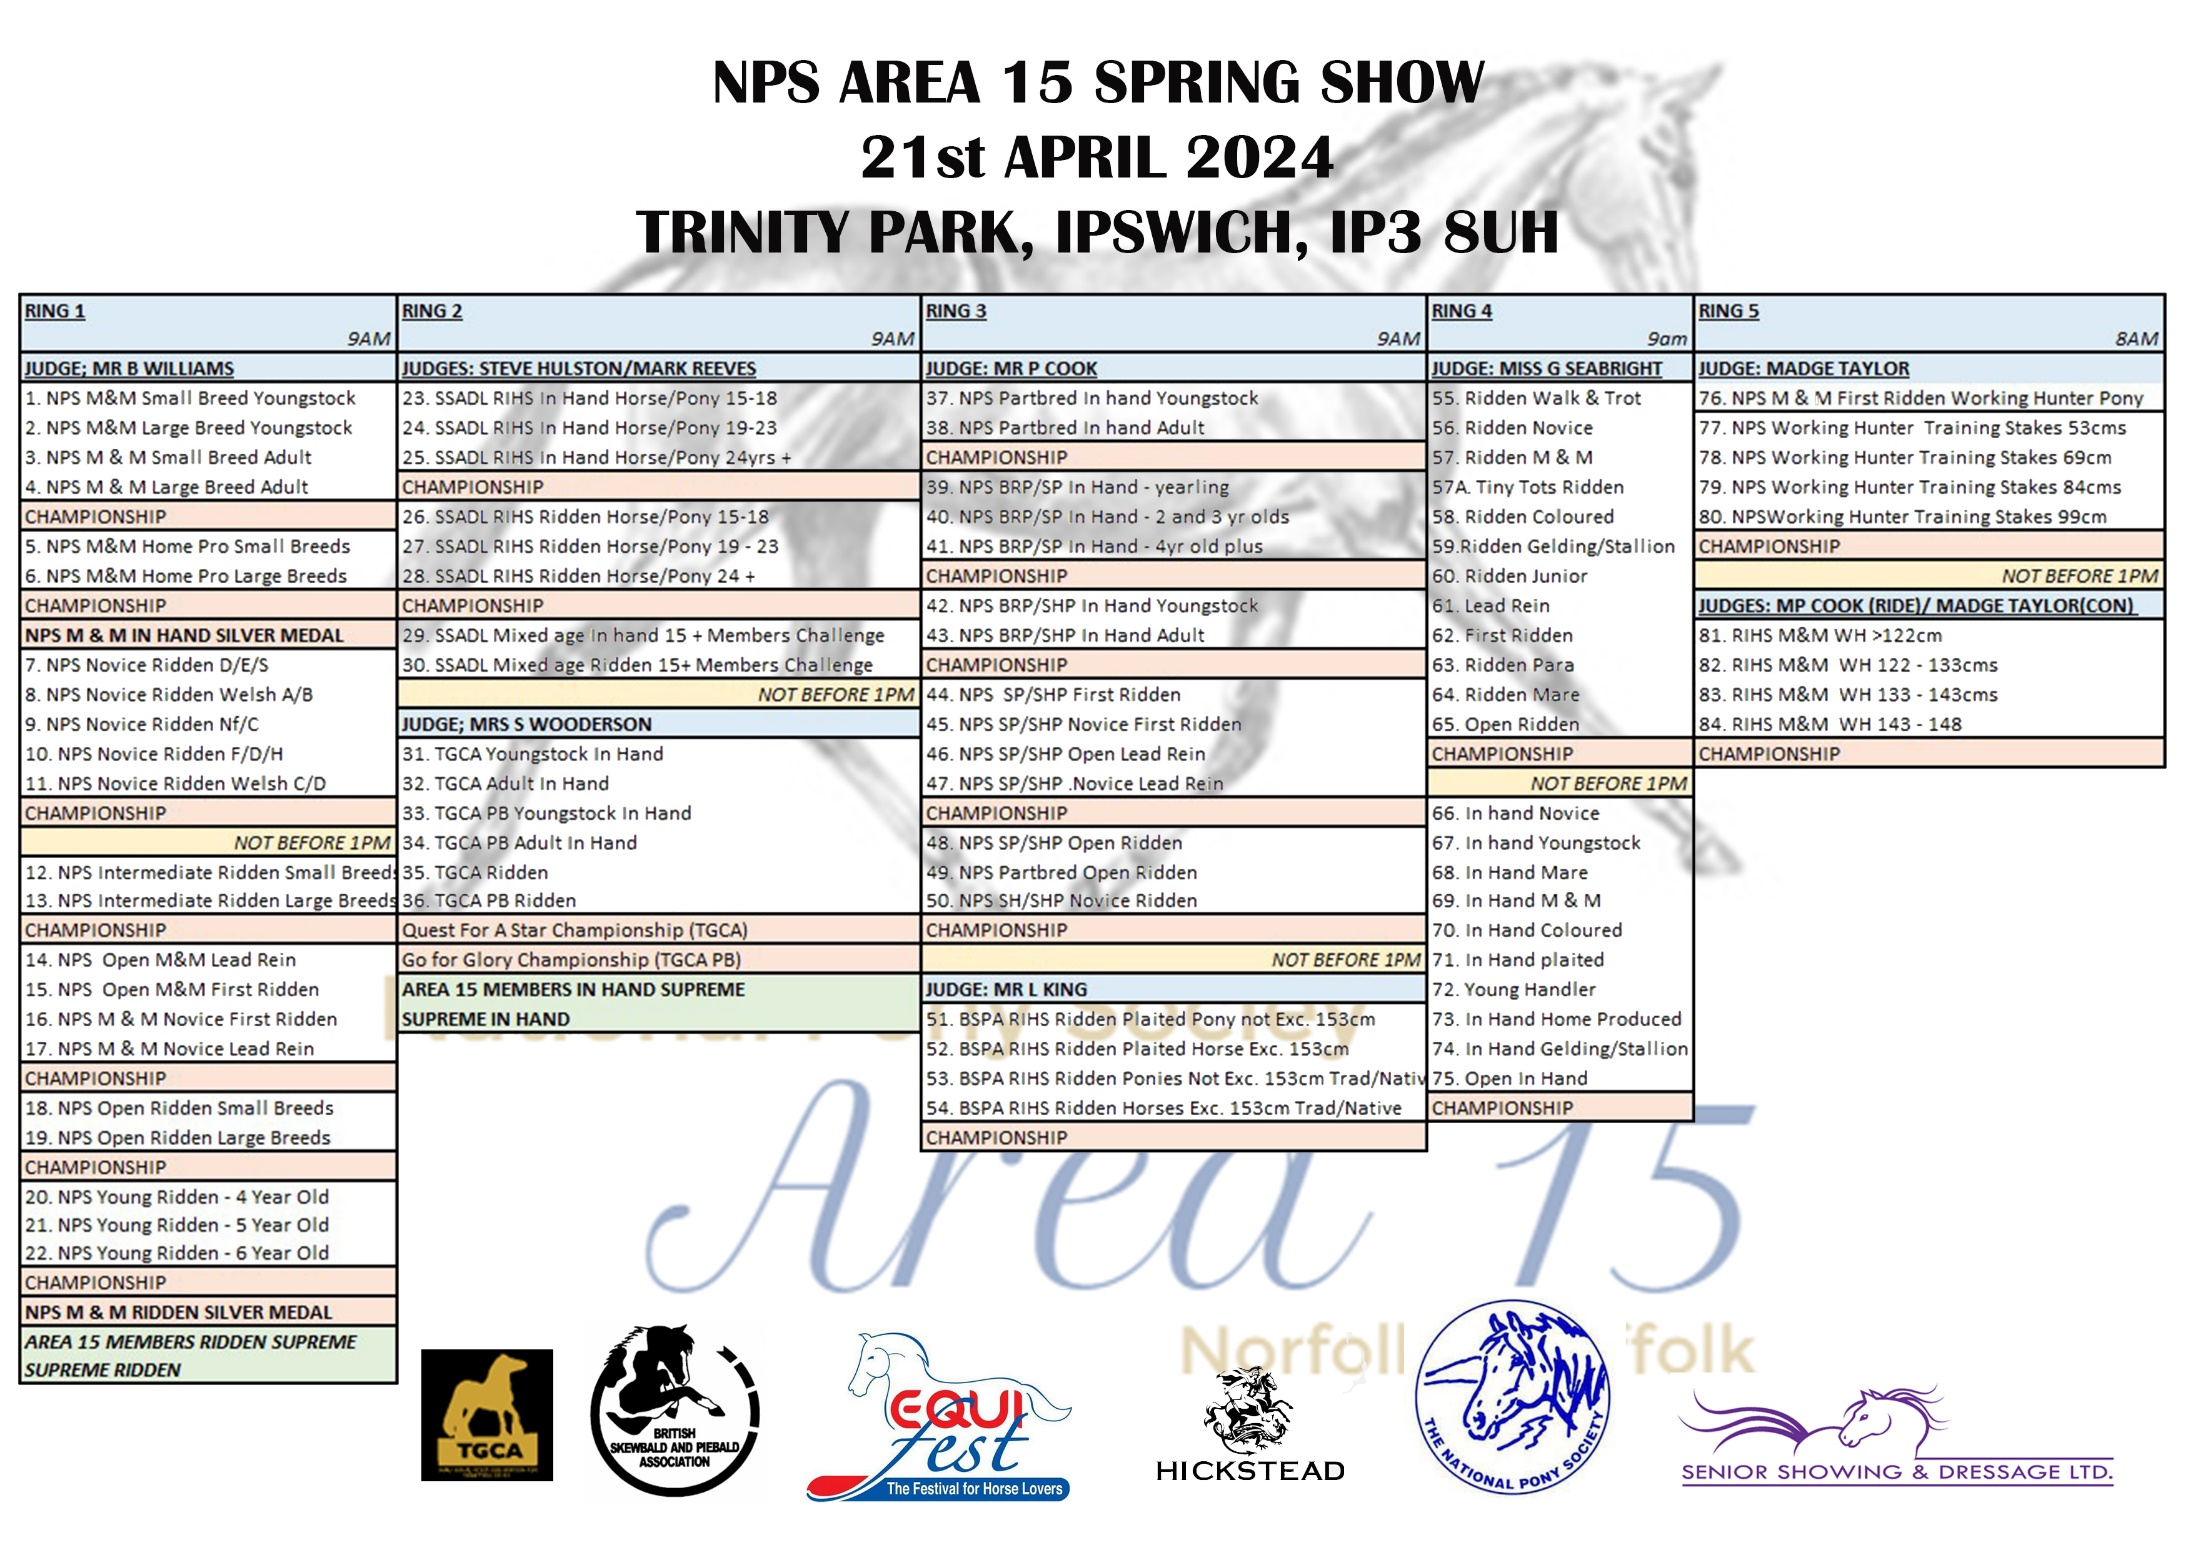 NPS AREA 15 SPRING SHOW
21st APRIL 2024
TRINITY PARK, IPSWICH, IP3 8UH
RING 1
9AM
JUDGE; MR B WILLIAMS
1. NPS M&M Small Breed Youngstock
2. NPS M&M Large Breed Youngstock
3. NPS M & M Small Breed Adult
4. NPS M & M Large Breed Adult
CHAMPIONSHIP
5. NPS M&M Home Pro Small Breeds
6. NPS M&M Home Pro Large Breeds
CHAMPIONSHIP
NPS M & M IN HAND SILVER MEDAL
7. NPS Novice Ridden D/E/S
8. NPS Novice Ridden Welsh A/B
9. NPS Novice Ridden Nf/C
10. NPS Novice Ridden F/D/H
11. NPS Novice Ridden Welsh C/D
CHAMPIONSHIP
NOT BEFORE 1PM
12. NPS Intermediate Ridden Small Breeds
13. NPS Intermediate Ridden Large Breeds
CHAMPIONSHIP
14. NPS Open M&M Lead Rein
15. NPS Open M&M First Ridden
16. NPS M & M Novice First Ridden
17. NPS M & M Novice Lead Rein
CHAMPIONSHIP
18. NPS Open Ridden Small Breeds
19. NPS Open Ridden Large Breeds
CHAMPIONSHIP
20. NPS Young Ridden - 4 Year Old
21. NPS Young Ridden - 5 Year Old
22. NPS Young Ridden - 6 Year Old
CHAMPIONSHIP
NPS M & M RIDDEN SILVER MEDAL
AREA 15 MEMBERS RIDDEN SUPREME
SUPREME RIDDEN
RING 2
9AM
JUDGES: STEVE HULSTON/MARK REEVES
23. SSADL RIHS In Hand Horse/Pony 15-18
24. SSADL RIHS In Hand Horse/Pony 19-23
25. SSADL RIHS In Hand Horse/Pony 24yrs +
CHAMPIONSHIP
26. SSADL RIHS Ridden Horse/Pony 15-18
27. SSADL RIHS Ridden Horse/Pony 19 - 23
28. SSADL RIHS Ridden Horse/Pony 24 +
CHAMPIONSHIP
29. SSADL Mixed age In hand 15 + Members Challenge
30. SSADL Mixed age Ridden 15+ Members Challenge
NOT BEFORE 1PM
JUDGE; MRS S WOODERSON
31. TGCA Youngstock In Hand
32. TGCA Adult In Hand
33. TGCA PB Youngstock In Hand
34. TGCA PB Adult In Hand
35. TGCA Ridden
36. TGCA PB Ridden
Quest For A Star Championship (TGCA)
Go for Glory Championship (TGCA PB)
AREA 15 MEMBERS IN HAND SUPREME
SUPREME IN HAND
RING 3
9AM
JUDGE: MR P COOK
37. NPS Partbred In hand Youngstock
38. NPS Partbred In hand Adult
CHAMPIONSHIP
39. NPS BRP/SP In Hand - yearling
40. NPS BRP/SP In Hand - 2 and 3 yr olds
41. NPS BRP/SP In Hand - 4yr old plus
CHAMPIONSHIP
42. NPS BRP/SHP In Hand Youngstock
43. NPS BRP/SHP In Hand Adult
CHAMPIONSHIP
44. NPS SP/SHP First Ridden
45. NPS SP/SHP Novice First Ridden
46. NPS SP/SHP Open Lead Rein
47. NPS SP/SHP .Novice Lead Rein
CHAMPIONSHIP
48. NPS SP/SHP Open Ridden
49. NPS Partbred Open Ridden
50. NPS SH/SHP Novice Ridden
CHAMPIONSHIP
NOT BEFORE 1PM
JUDGE: MR L KING
51. BSPA RIHS Ridden Plaited Pony not Exc. 153cm
52. BSPA RIHS Ridden Plaited Horse Exc. 153cm
53. BSPA RIHS Ridden Ponies Not Exc. 153cm Trad/Nativ
54. BSPA RIHS Ridden Horses Exc. 153cm Trad/Native
CHAMPIONSHIP
RING 4
9am
JUDGE: MISS G SEABRIGHT
55. Ridden Walk & Trot
56. Ridden Novice
57. Ridden M & M
57A. Tiny Tots Ridden
58. Ridden Coloured
59.Ridden Gelding/Stallion
60. Ridden Junior
61. Lead Rein
62. First Ridden
63. Ridden Para
64. Ridden Mare
65. Open Ridden
CHAMPIONSHIP
NOT BEFORE 1PM
66. In hand Novice
67. In hand Youngstock
68. In Hand Mare
69. In Hand M & M
70. In Hand Coloured
71. In Hand plaited
72. Young Handler
73. In Hand Home Produced
74. In Hand Gelding/Stallion
75. Open In Hand
CHAMPIONSHIP
RING 5
8AM
JUDGE: MADGE TAYLOR
76. NPS M & M First Ridden Working Hunter Pony
77. NPS Working Hunter Training Stakes 53cms
78. NPS Working Hunter Training Stakes 69cm
79. NPS Working Hunter Training Stakes 84cms
80. NPSWorking Hunter Training Stakes 99cm
CHAMPIONSHIP
NOT BEFORE 1PM
JUDGES: MP COOK (RIDE)/ MADGE TAYLOR(CON)
81. RIHS M&M WH >122cm
82. RIHS M&M WH 122 - 133cms
83. RIHS M&M WH 133 - 143cms
84. RIHS M&M WH 143 - 148
CHAMPIONSHIP
Area 15
TGCA
BRITISH
SKEWBALD AND PIEBALD
ASSOCIATION
EQUI
fest
The Festival for Horse Lovers
HICKSTEAD
THE NATIONAL PONY SOCIETY
SENIOR SHOWING & DRESSAGE LTD.